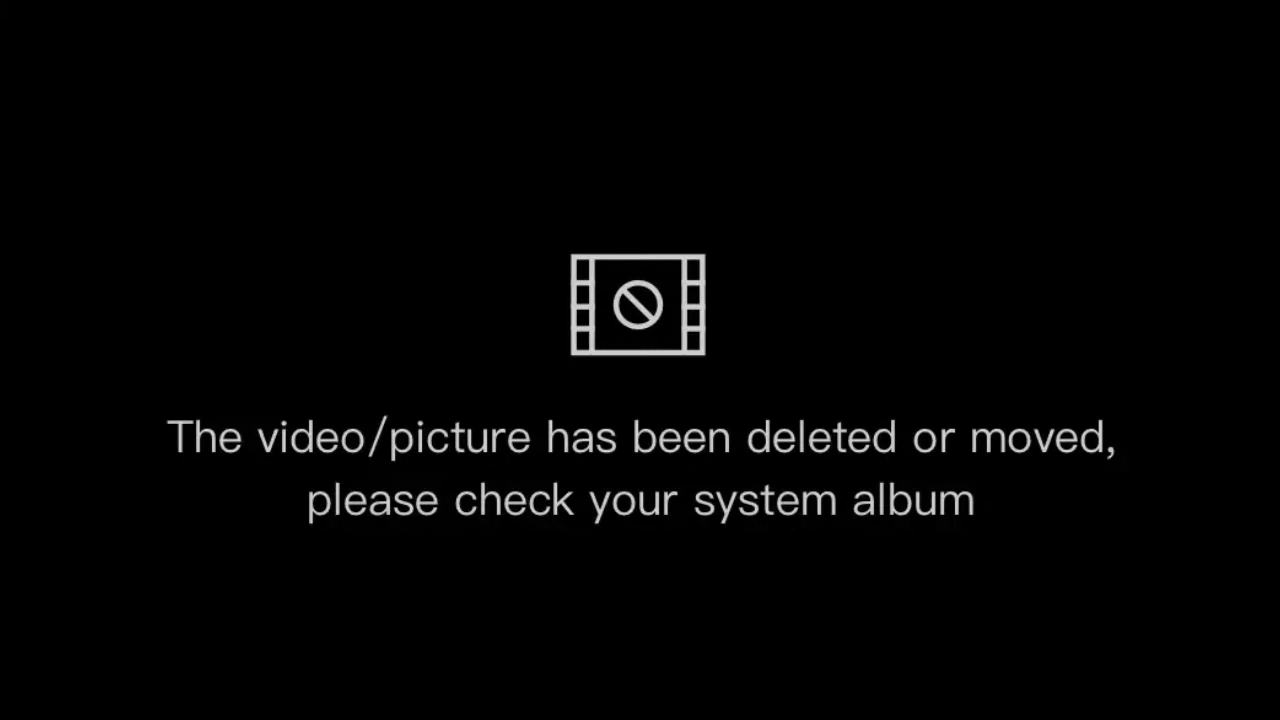 The video/picture has been deleted or moved,
please check your system album